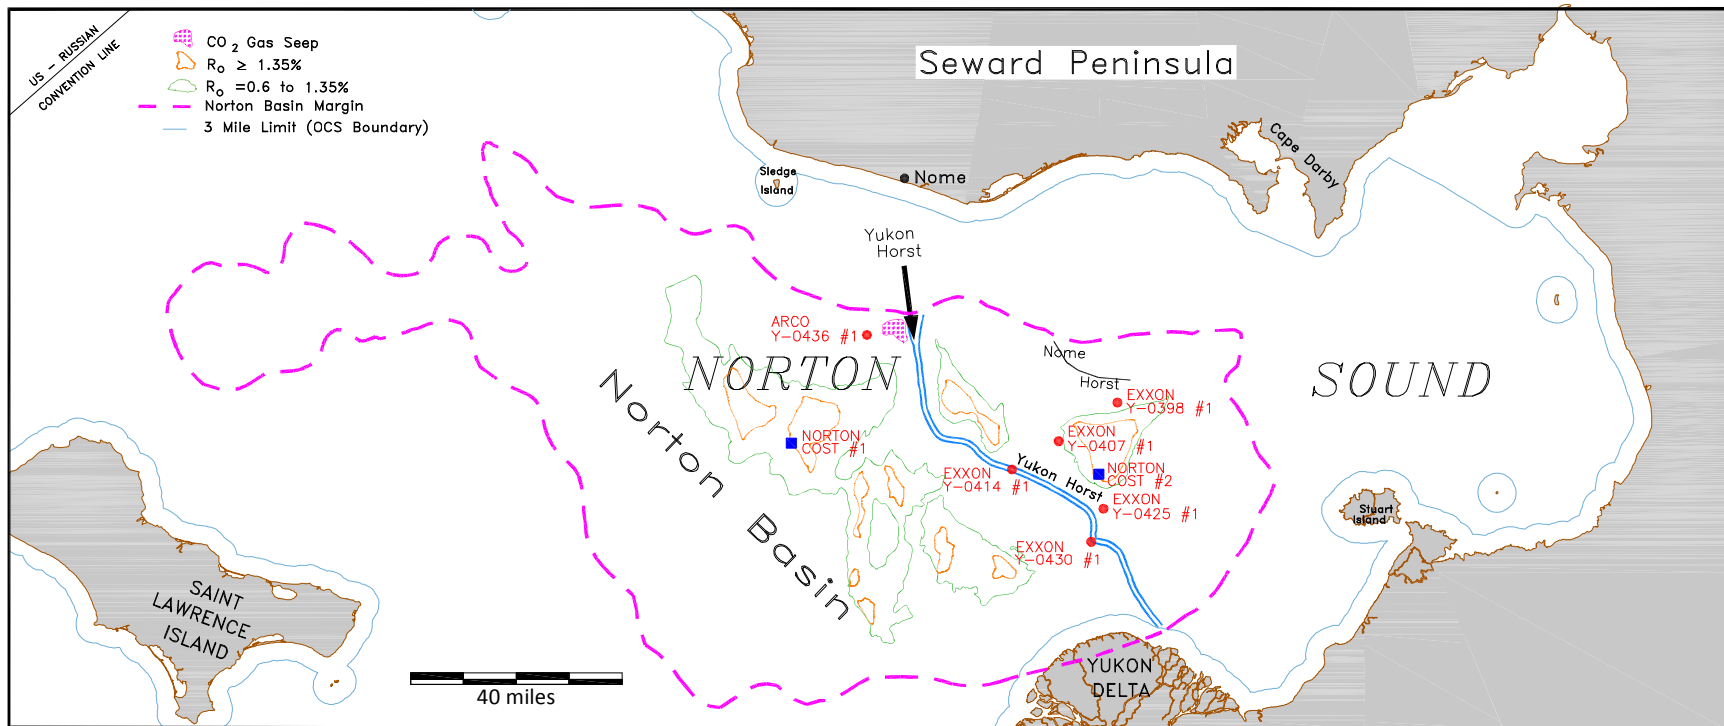 US - RUSSIAN
CONVENTION LINE
CO2 Gas Seep
Ro ≥ 1.35%
Ro =0.6 to 1.35%
Norton Basin Margin
3 Mile Limit (OCS Boundary)
Seward Peninsula
Cape Darby
Sledge
Island
Nome
Yukon
Horst
ARCO
Y-0436 #1
NORTON
SOUND
Nome
Horst
EXXON
Y-0398 #1
EXXON
Y-0407 #1
NORTON
COST #1
NORTON
COST #2
EXXON
Y-0414 #1
Yukon Horst
EXXON
Y-0425 #1
EXXON
Y-0430 #1
Norton Basin
Stuart
Island
SAINT
LAWRENCE
ISLAND
40 miles
YUKON
DELTA